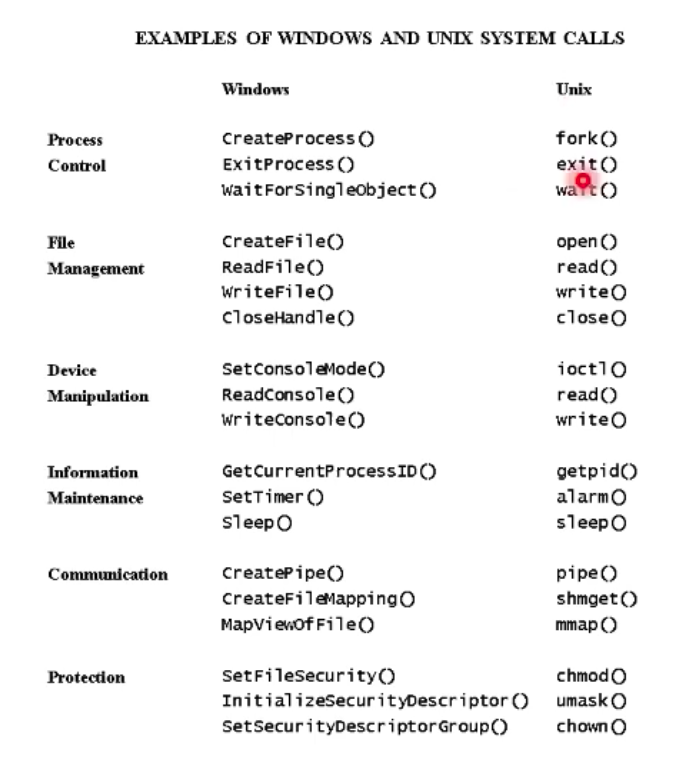 EXAMPLES OF WINDOWS AND UNIX SYSTEM CALLS
Windows Unix
Process CreateProcess() fork()
Control ExitProcess() exit()
WaitForSingleObject() wait()
File CreateFile() open()
Management ReadFile() read()
WriteFile() write()
CloseHandle() close()
Device SetConsoleMode() ioctl()
Manipulation ReadConsole() read()
WriteConsole() write()
Information GetCurrentProcessID() getpid()
Maintenance SetTimer() alarm()
Sleep() sleep()
Communication CreatePipe() pipe()
CreateFileMapping() shmget()
MapViewOfFile() mmap()
Protection SetFileSecurity() chmod()
InitializeSecurityDescriptor() umask()
SetSecurityDescriptorGroup() chown()